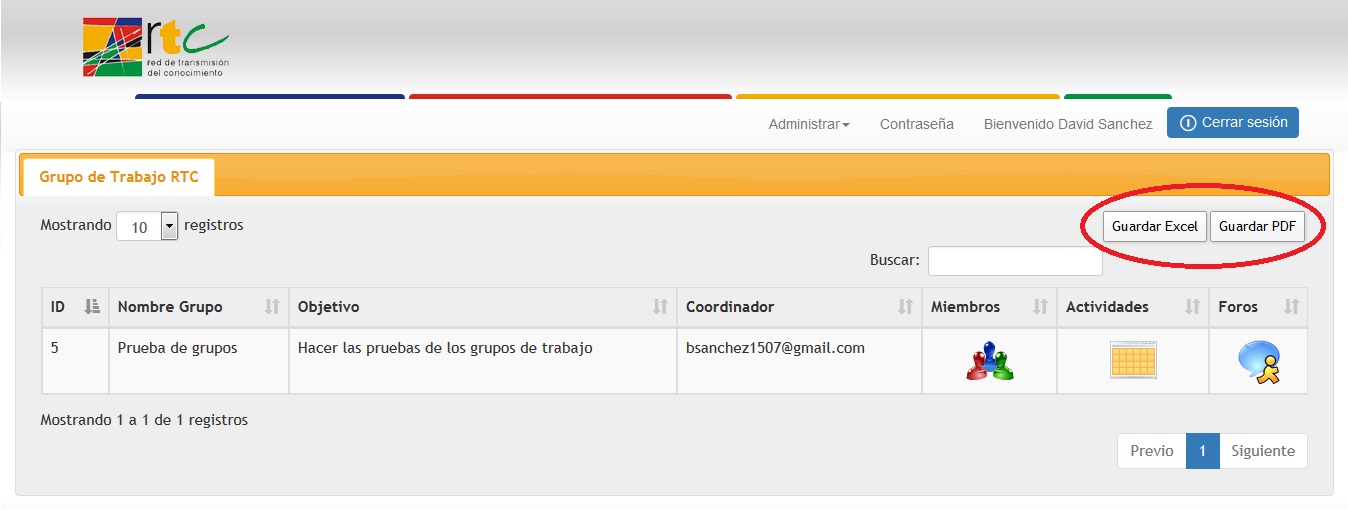 rtc
red de transmisión
del conocimiento
Administrar Contraseña Bienvenido David Sanchez Cerrar sesión
Grupo de Trabajo RTC
Mostrando 10 registros
Guardar Excel Guardar PDF
Buscar:
ID Nombre Grupo Objetivo Coordinador Miembros Actividades Foros
5 Prueba de grupos Hacer las pruebas de los grupos de trabajo bsanchez1507@gmail.com
Mostrando 1 a 1 de 1 registros
Previo 1 Siguiente